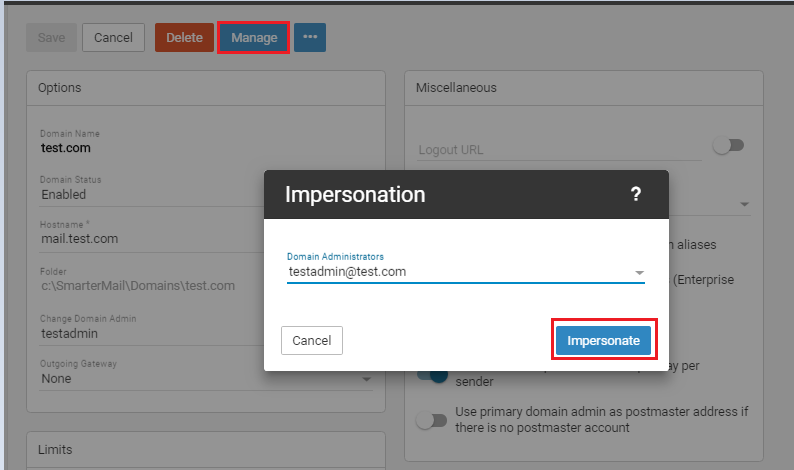 Save
Cancel
Delete
Manage
•••
Options
Domain Name
test.com
Domain Status
Enabled
Hostname *
mail.test.com
Folder
c:\SmarterMail\Domains\test.com
Change Domain Admin
testadmin
Outgoing Gateway
None
Limits
Miscellaneous
Logout URL
aliases
(Enterprise
per
sender
Use primary domain admin as postmaster address if
there is no postmaster account
Impersonation
?
Domain Administrators
testadmin@test.com
Cancel
Impersonate